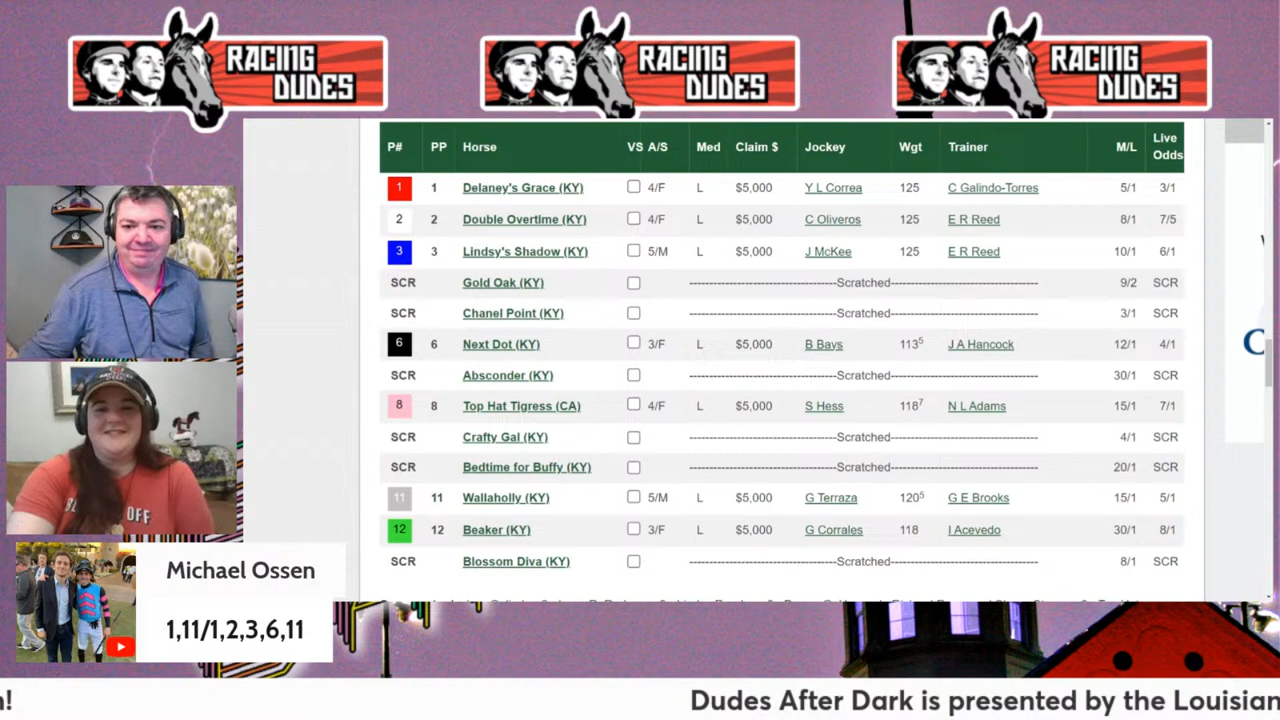 RACING
DUDES
RACING
DUDES
RACING
DUDES
P# PP Horse VS A/S Med Claim $ Jockey Wgt Trainer M/L Live Odds
1 1 Delaney's Grace (KY) 4/F L $5,000 Y L Correa 125 C Galindo-Torres 5/1 3/1
2 2 Double Overtime (KY) 4/F L $5,000 C Oliveros 125 E R Reed 8/1 7/5
3 3 Lindsy's Shadow (KY) 5/M L $5,000 J McKee 125 E R Reed 10/1 6/1
SCR Gold Oak (KY) ----Scratched---- 9/2 SCR
SCR Chanel Point (KY) ----Scratched---- 3/1 SCR
6 6 Next Dot (KY) 3/F L $5,000 B Bays 113⁵ J A Hancock 12/1 4/1
SCR Absconder (KY) ----Scratched---- 30/1 SCR
8 8 Top Hat Tigress (CA) 4/F L $5,000 S Hess 118⁷ N L Adams 15/1 7/1
SCR Crafty Gal (KY) ----Scratched---- 4/1 SCR
SCR Bedtime for Buffy (KY) ----Scratched---- 20/1 SCR
11 11 Wallaholly (KY) 5/M L $5,000 G Terraza 120⁵ G E Brooks 15/1 5/1
12 12 Beaker (KY) 3/F L $5,000 G Corrales 118 I Acevedo 30/1 8/1
SCR Blossom Diva (KY) ----Scratched---- 8/1 SCR
OFF
Michael Ossen
1,11/1,2,3,6,11
! Dudes After Dark is presented by the Louisian